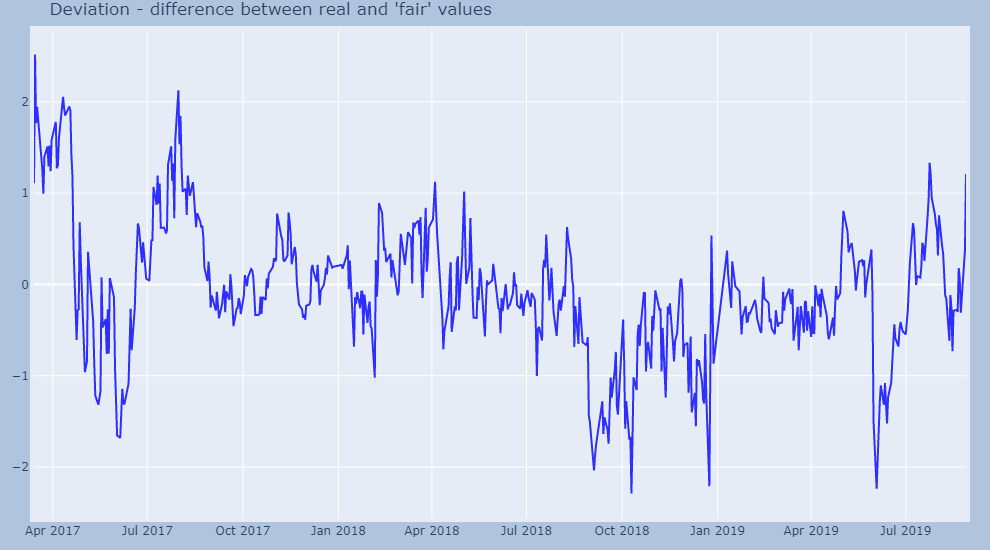 Deviation - difference between real and 'fair' values
2
1
0
−1
−2
Apr 2017 Jul 2017 Oct 2017 Jan 2018 Apr 2018 Jul 2018 Oct 2018 Jan 2019 Apr 2019 Jul 2019